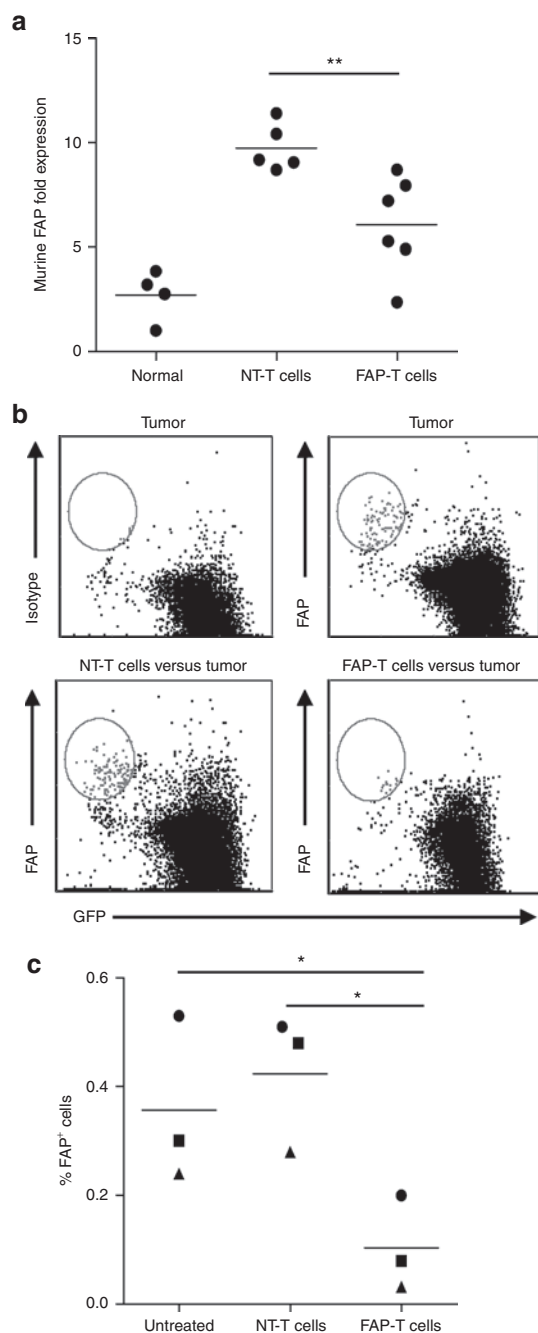 a
15
**
10
Murine FAP fold expression
5
0
Normal NT-T cells FAP-T cells
b
Tumor Tumor
Isotype FAP
NT-T cells versus tumor FAP-T cells versus tumor
FAP FAP
GFP
c
0.6
*
*
0.4
% FAP⁺ cells
0.2
0.0
Untreated NT-T cells FAP-T cells